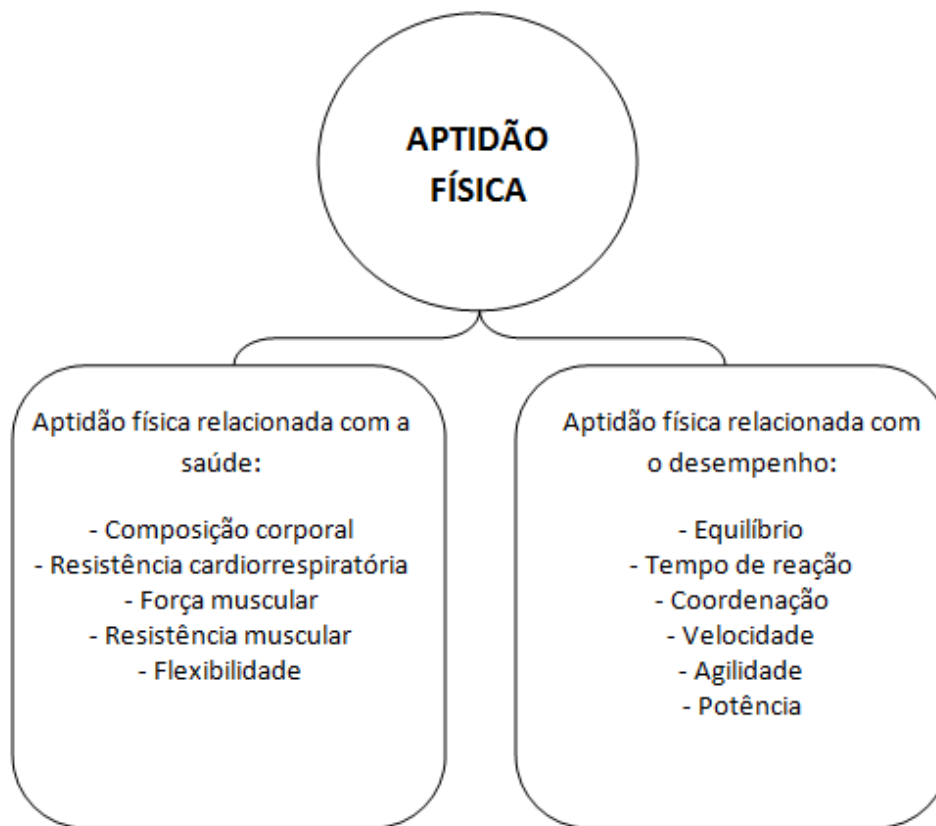 APTIDÃO
FÍSICA
Aptidão física relacionada com a
saúde:
- Composição corporal
- Resistência cardiorrespiratória
- Força muscular
- Resistência muscular
- Flexibilidade
Aptidão física relacionada com
o desempenho:
- Equilíbrio
- Tempo de reação
- Coordenação
- Velocidade
- Agilidade
- Potência